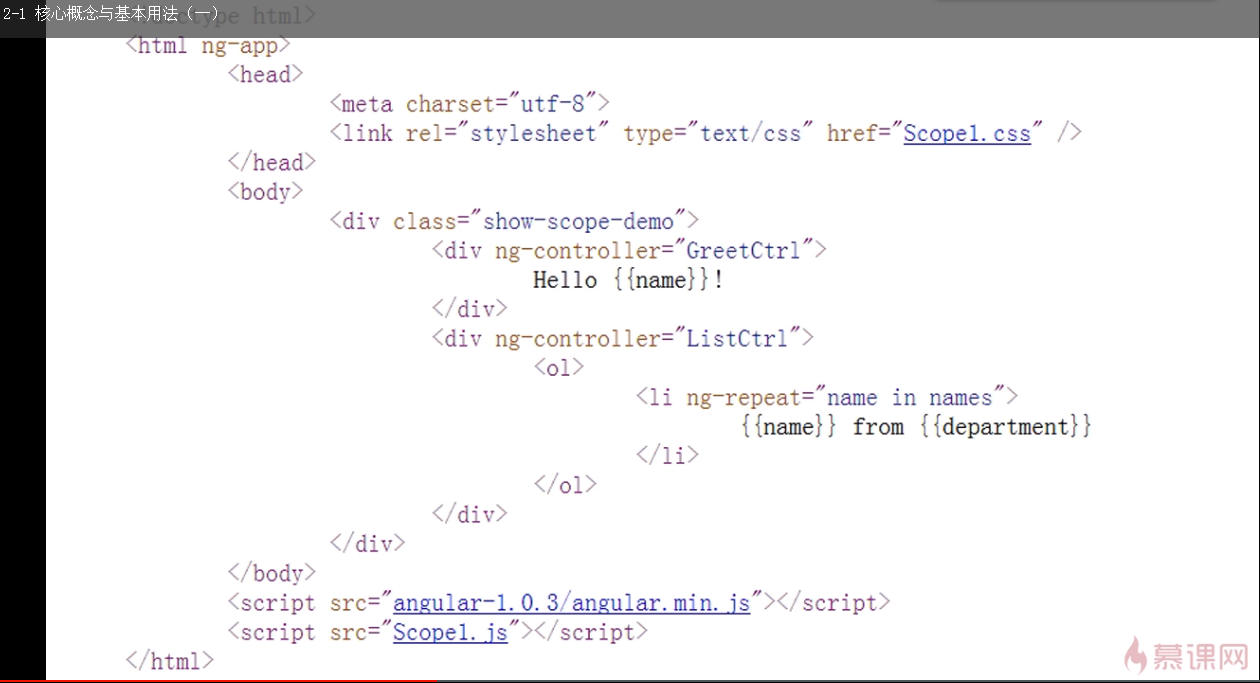 2-1 核心概念与基本用法（一）
<!doctype html>
<html ng-app>
<head>
<meta charset="utf-8">
<link rel="stylesheet" type="text/css" href="Scope1.css" />
</head>
<body>
<div class="show-scope-demo">
<div ng-controller="GreetCtrl">
Hello {{name}}!
</div>
<div ng-controller="ListCtrl">
<ol>
<li ng-repeat="name in names">
{{name}} from {{department}}
</li>
</ol>
</div>
</div>
</body>
<script src="angular-1.0.3/angular.min.js"></script>
<script src="Scope1.js"></script>
</html>
慕课网